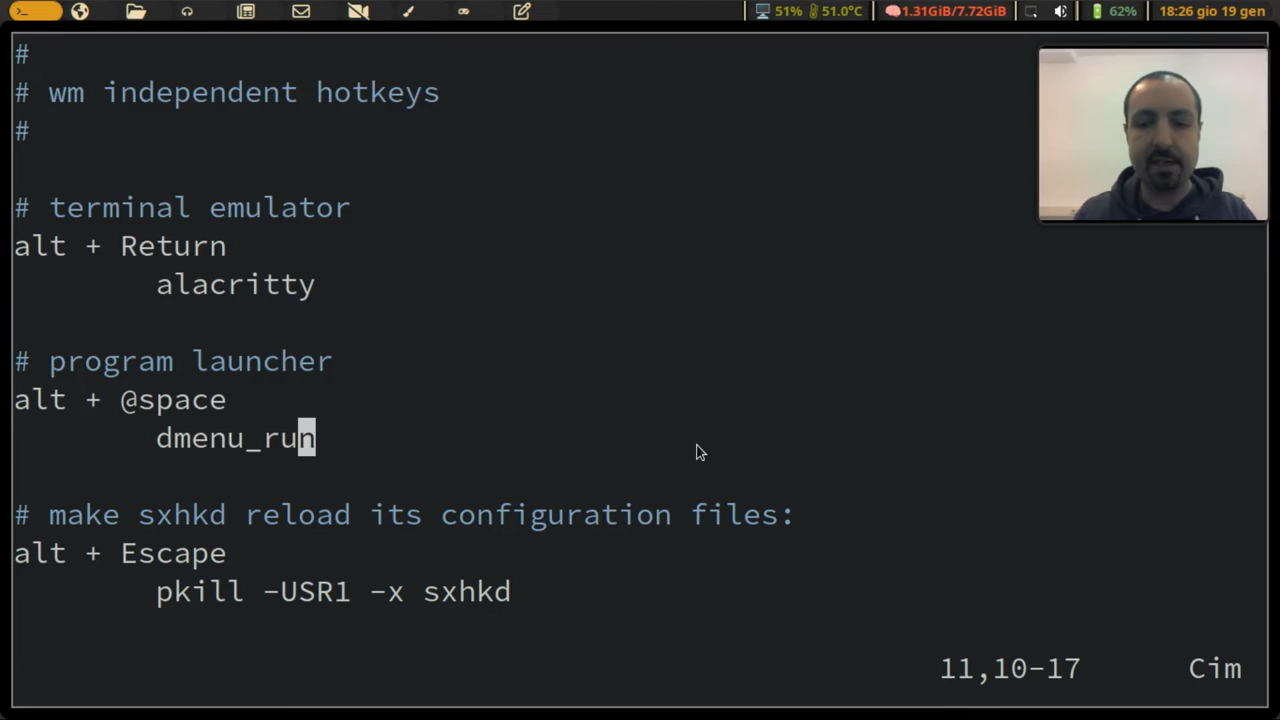 51% 51.0°C 1.31GiB/7.72GiB 62% 18:26 gio 19 gen
#
# wm independent hotkeys
#
# terminal emulator
alt + Return
alacritty
# program launcher
alt + @space
dmenu_run
# make sxhkd reload its configuration files:
alt + Escape
pkill -USR1 -x sxhkd
11,10-17 Cim